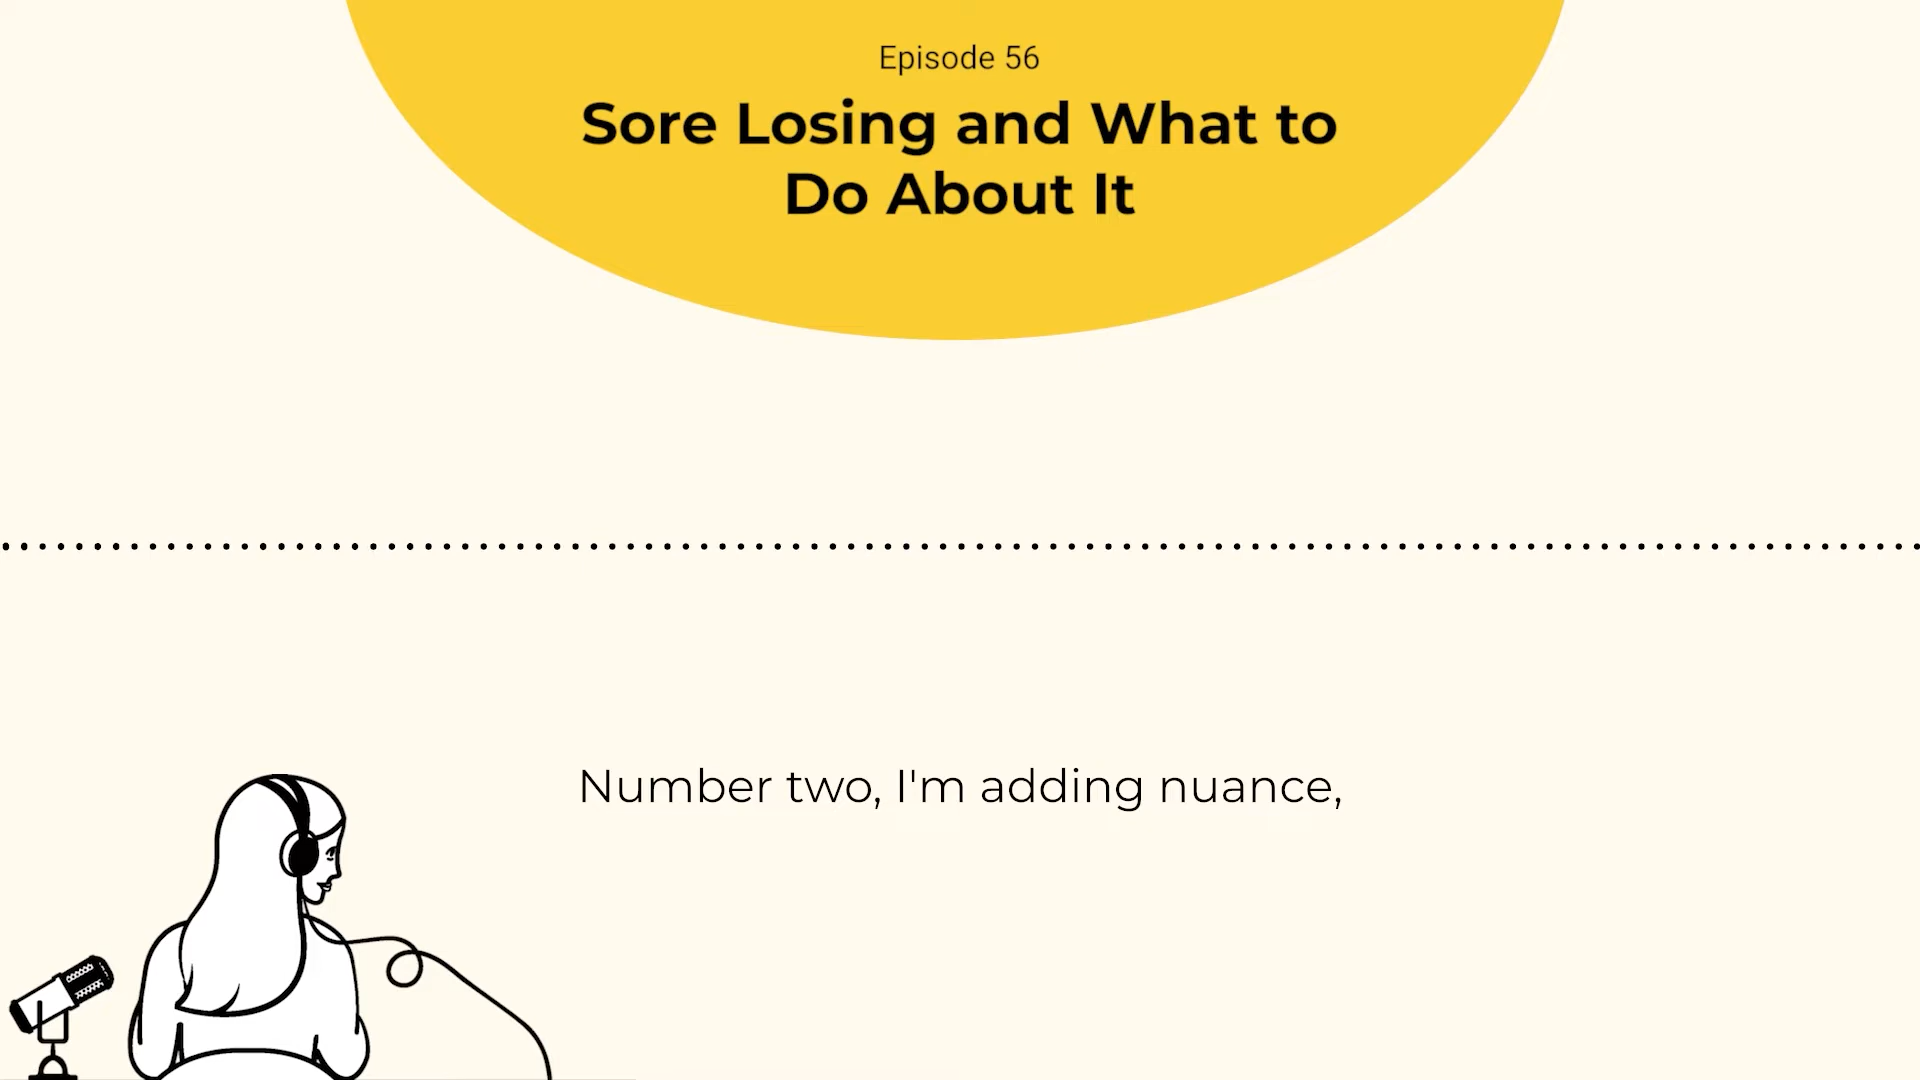 Episode 56
Sore Losing and What to
Do About It
Number two, I'm adding nuance,